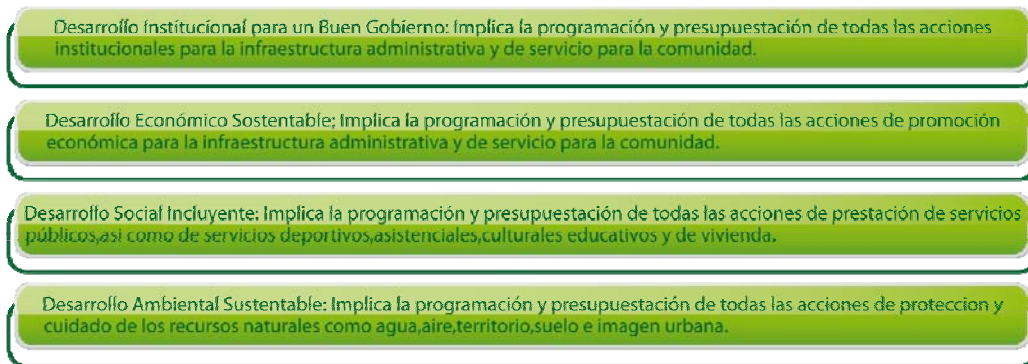 Desarrollo Institucional para un Buen Gobierno: Implica la programación y presupuestación de todas las acciones
institucionales para la infraestructura administrativa y de servicio para la comunidad.
Desarrollo Económico Sostentable; Implica la programación y presupuestación de todas las acciones de promoción
económica para la infraestructura administrativa y de servicio para la comunidad.
Desarrollo Social Incluyente: Implica la programación y presupuestación de todas las acciones de prestación de servicios
públicos,asi como de servicios deportivos,asistenciales,culturales educativos y de vivienda.
Desarrollo Ambiental Sustentable: Implica la programación y presupuestación de todas las acciones de proteccion y
cuidado de los recursos naturales como agua,aire,territorio,suelo e imagen urbana.